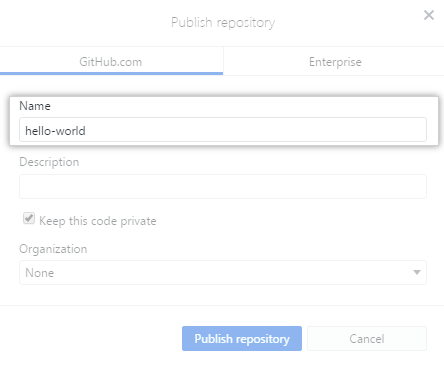 Publish repository
GitHub.com
Enterprise
Name
hello-world
Description
Keep this code private
Organization
None
Publish repository
Cancel